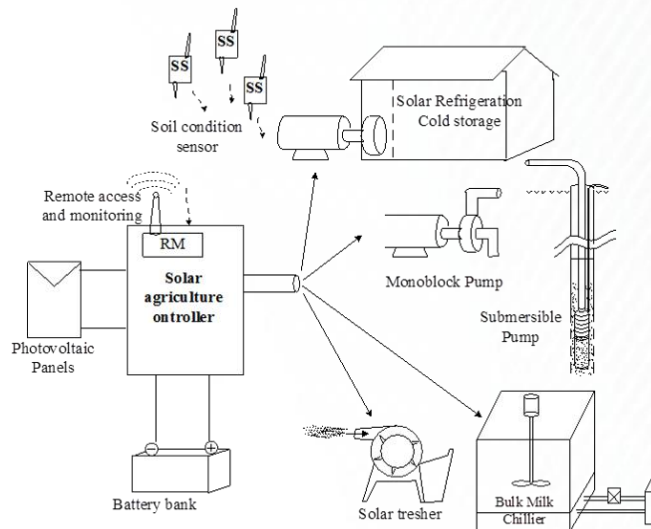 SS
SS
SS
Soil condition
sensor
Solar Refrigeration
Cold storage
Remote access
and monitoring
RM
Solar
agriculture
ontroller
Monoblock Pump
Submersible
Pump
Photovoltaic
Panels
Battery bank
Solar tresher
Bulk Milk
Chillier